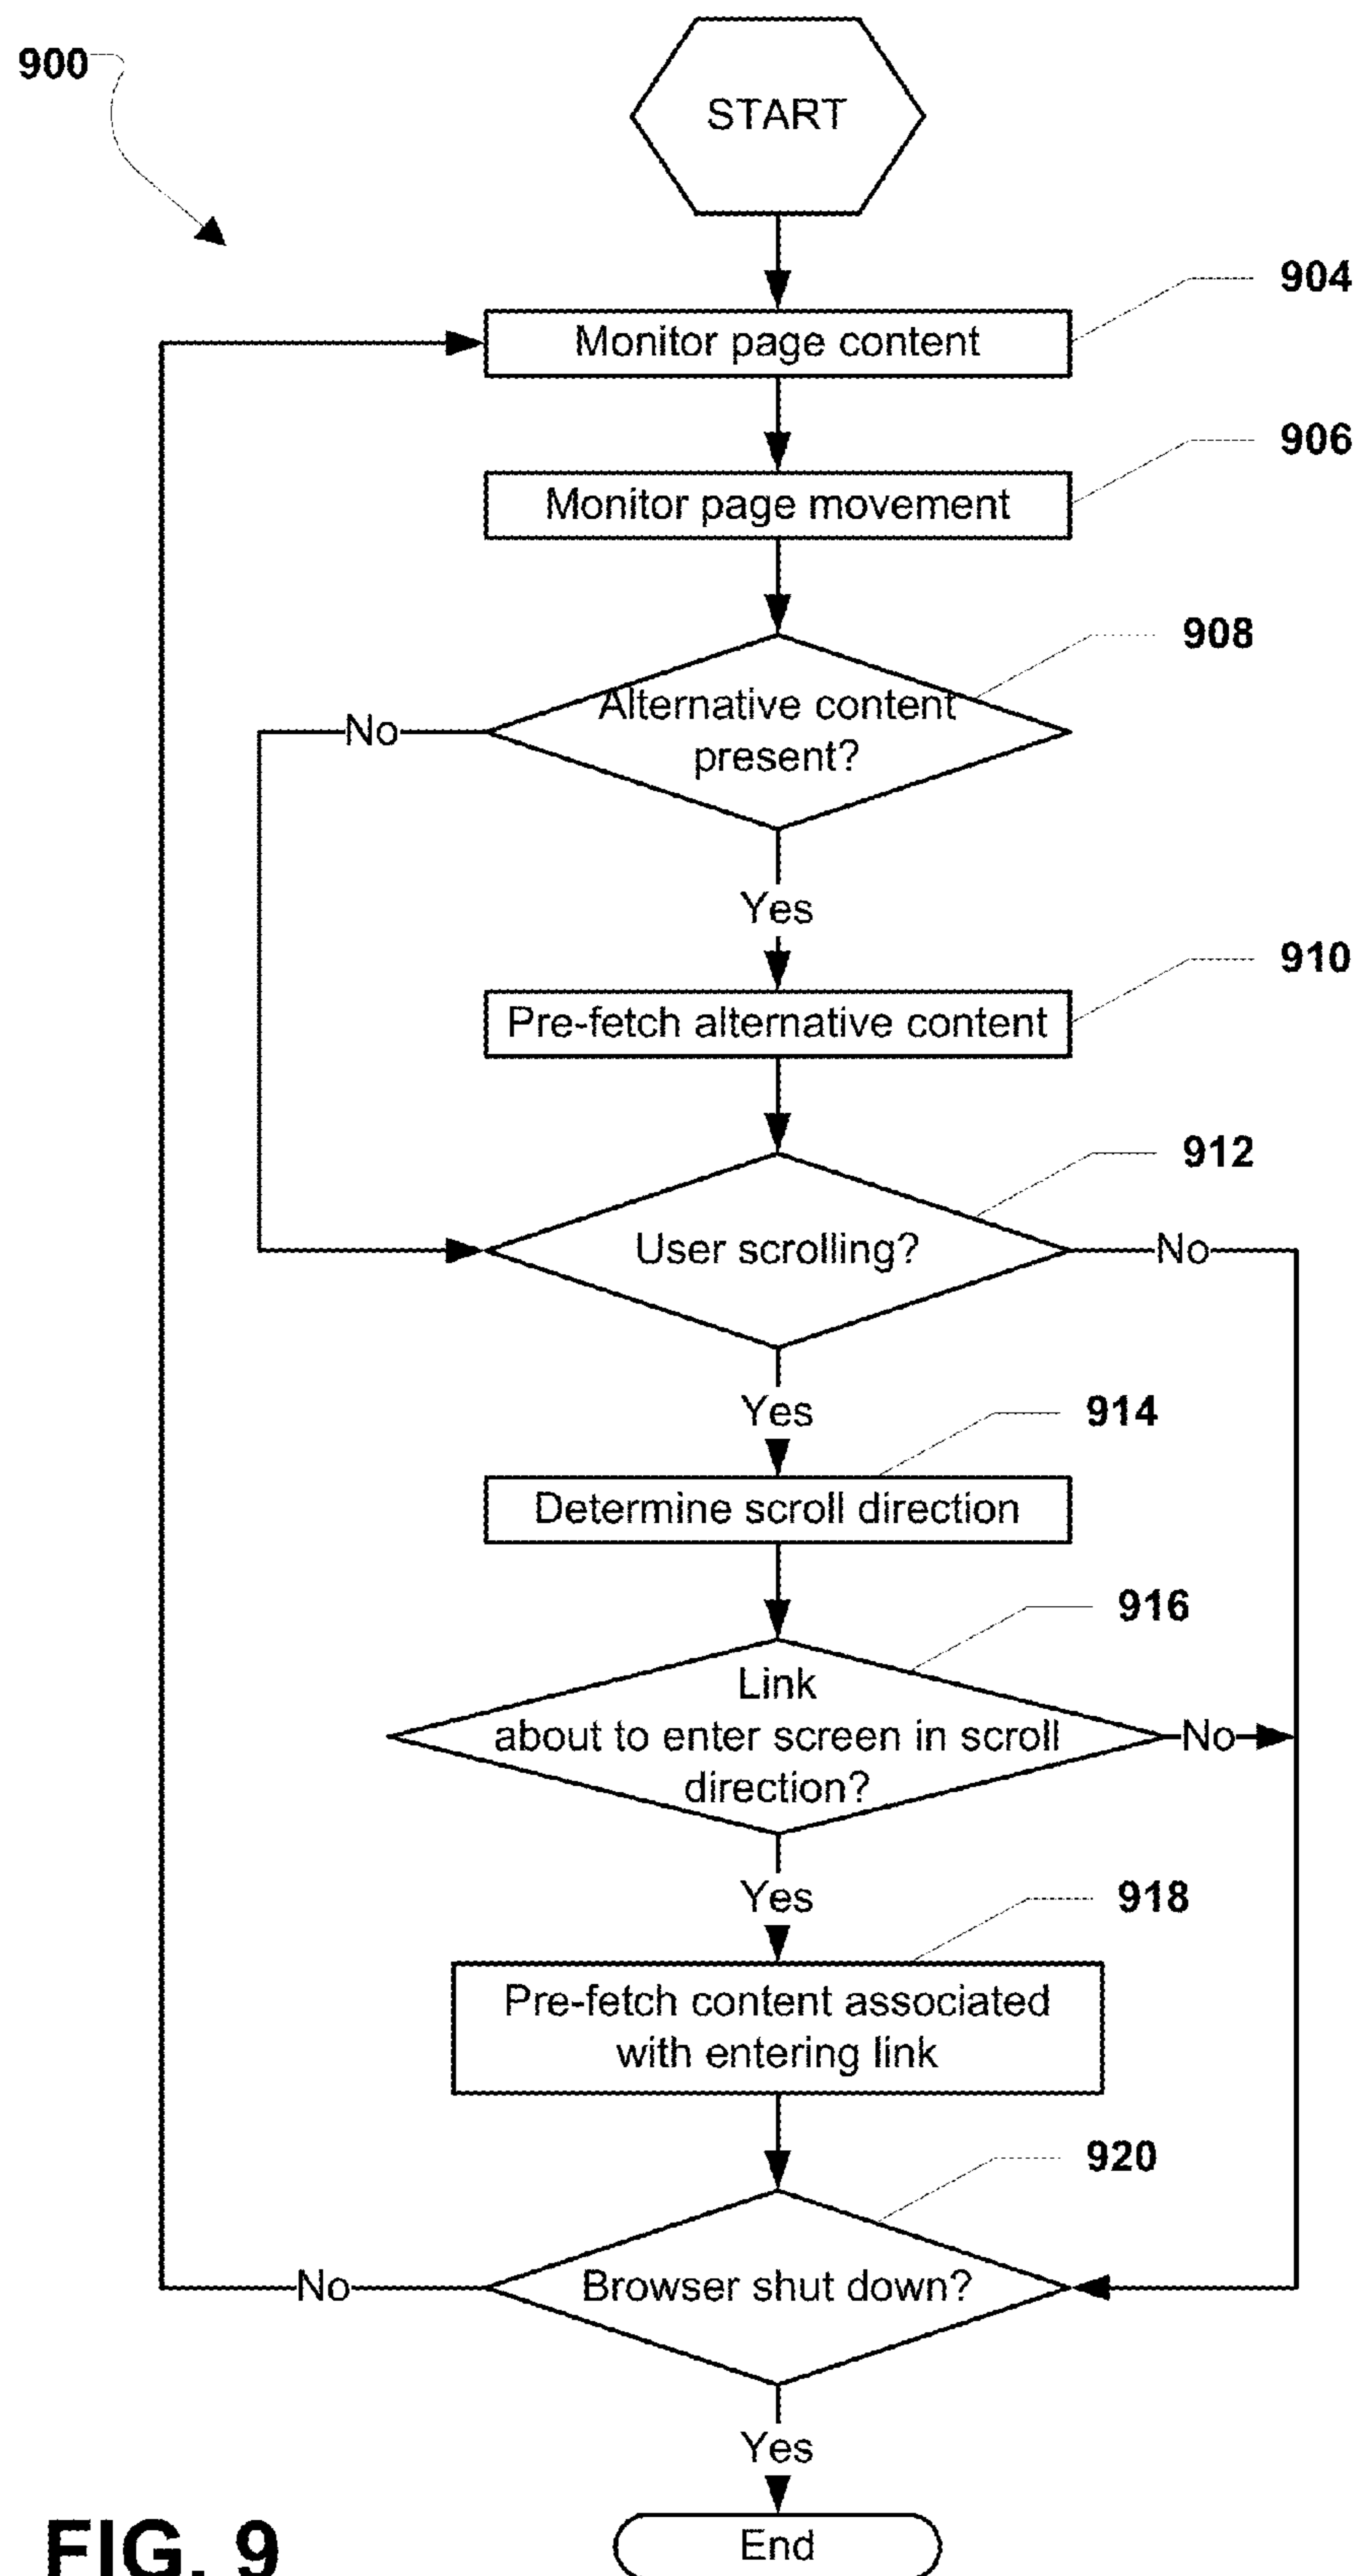 900
START
904
Monitor page content
906
Monitor page movement
908
Alternative content
present?
No
Yes
910
Pre-fetch alternative content
912
User scrolling?
No
Yes
914
Determine scroll direction
916
Link
about to enter screen in scroll
direction?
No
Yes
918
Pre-fetch content associated
with entering link
920
Browser shut down?
No
Yes
End
FIG. 9